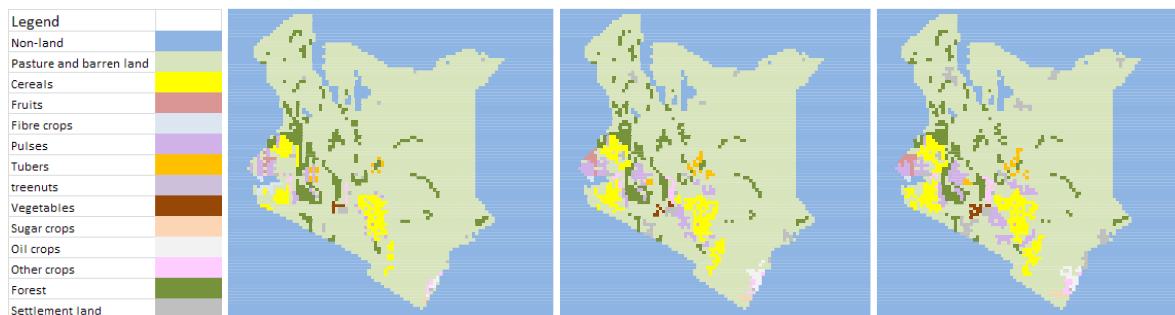 Legend
Non-land
Pasture and barren land
Cereals
Fruits
Fibre crops
Pulses
Tubers
treenuts
Vegetables
Sugar crops
Oil crops
Other crops
Forest
Settlement land